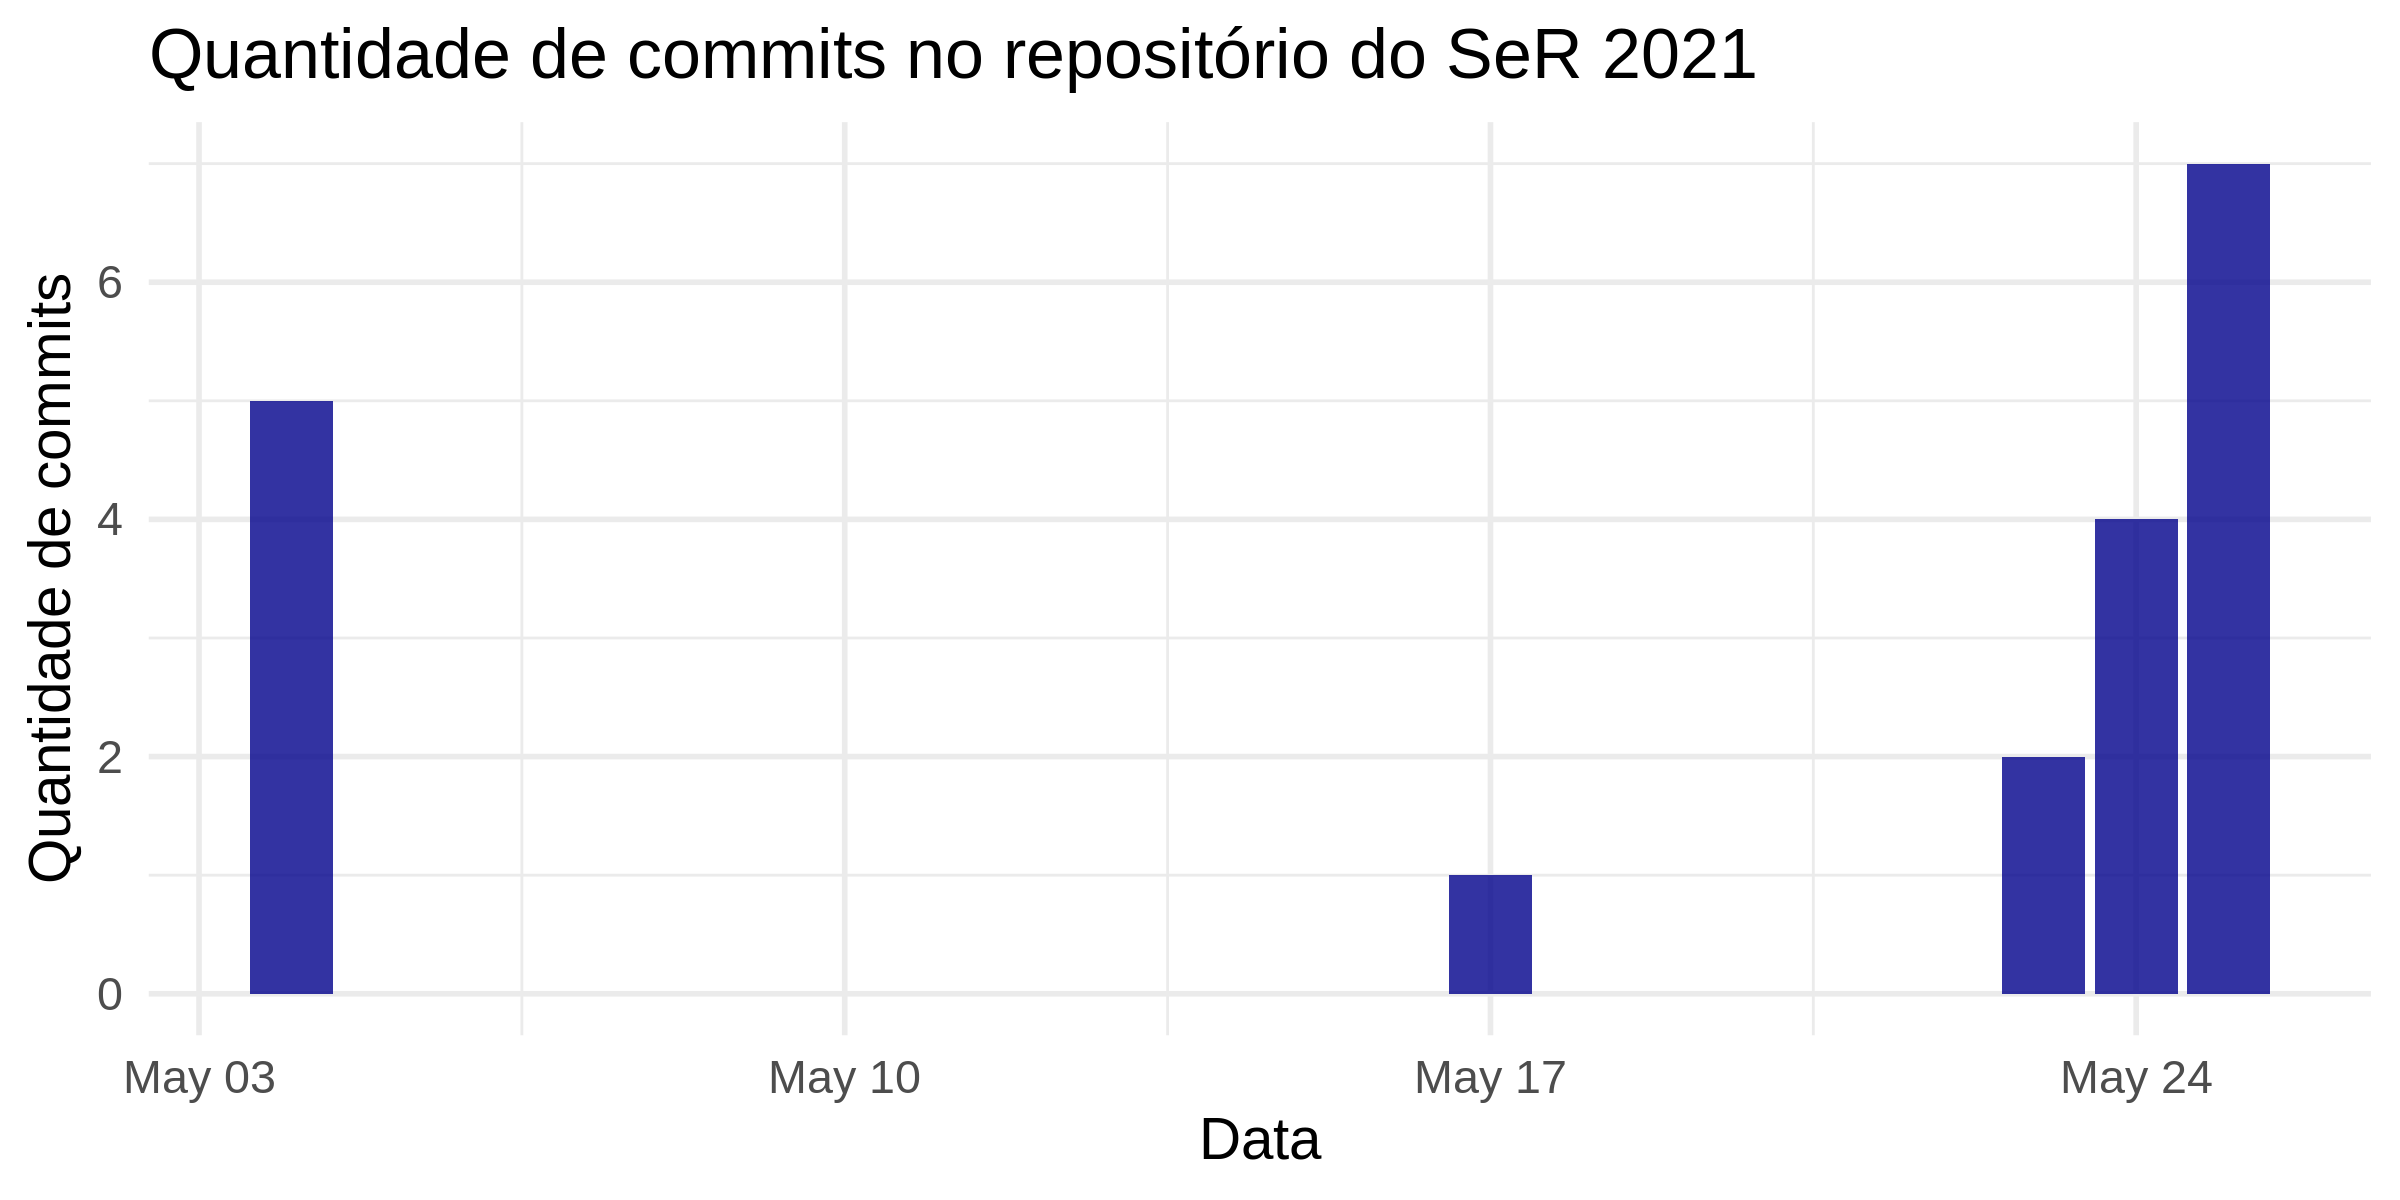 Quantidade de commits no repositório do SeR 2021
Quantidade de commits
6
4
2
0
May 03
May 10
May 17
May 24
Data